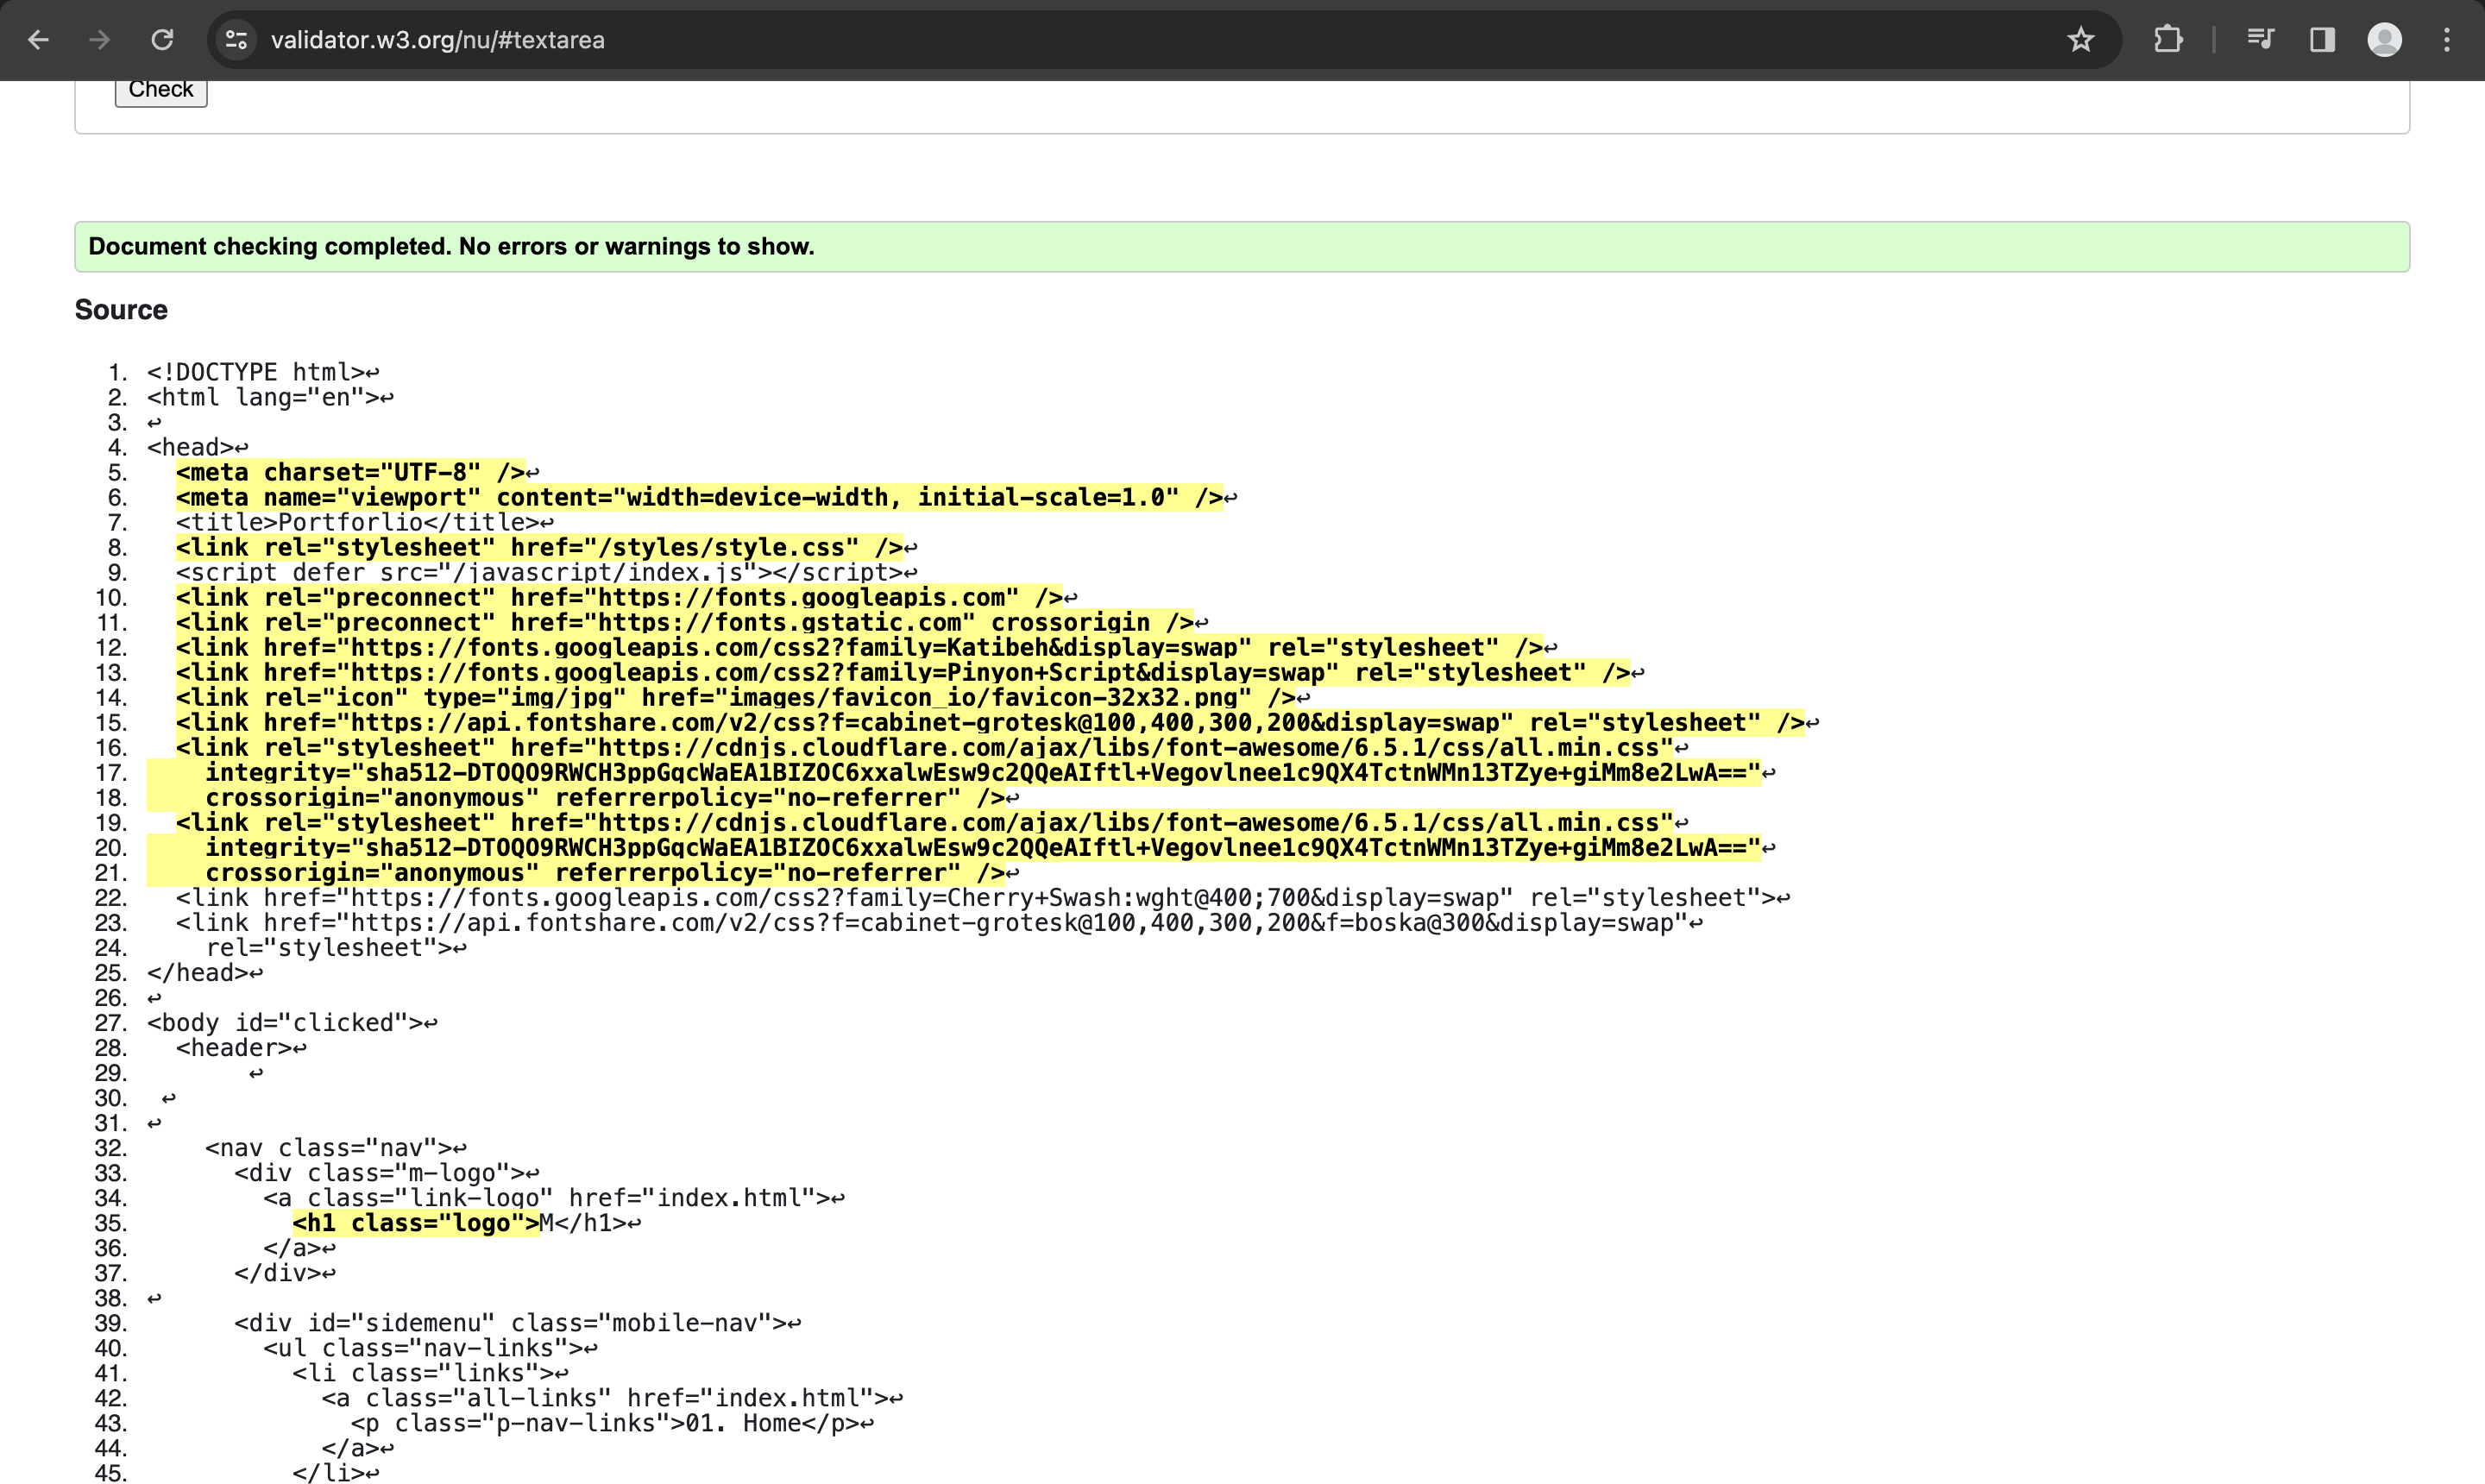 validator.w3.org/nu/#textarea
Check
Document checking completed. No errors or warnings to show.
Source
1. <!DOCTYPE html>↩
2. <html lang="en">↩
3. ↩
4. <head>↩
5. <meta charset="UTF-8" />↩
6. <meta name="viewport" content="width=device-width, initial-scale=1.0" />↩
7. <title>Portforlio</title>↩
8. <link rel="stylesheet" href="/styles/style.css" />↩
9. <script defer src="/javascript/index.js"></script>↩
10. <link rel="preconnect" href="https://fonts.googleapis.com" />↩
11. <link rel="preconnect" href="https://fonts.gstatic.com" crossorigin />↩
12. <link href="https://fonts.googleapis.com/css2?family=Katibeh&display=swap" rel="stylesheet" />↩
13. <link href="https://fonts.googleapis.com/css2?family=Pinyon+Script&display=swap" rel="stylesheet" />↩
14. <link rel="icon" type="img/jpg" href="images/favicon_io/favicon-32x32.png" />↩
15. <link href="https://api.fontshare.com/v2/css?f=cabinet-grotesk@100,400,300,200&display=swap" rel="stylesheet" />↩
16. <link rel="stylesheet" href="https://cdnjs.cloudflare.com/ajax/libs/font-awesome/6.5.1/css/all.min.css"↩
17. integrity="sha512-DTOQO9RWCH3ppGqcWaEA1BIZOC6xxalwEsw9c2QQeAIftl+Vegovlnee1c9QX4TctnWMn13TZye+giMm8e2LwA=="↩
18. crossorigin="anonymous" referrerpolicy="no-referrer" />↩
19. <link rel="stylesheet" href="https://cdnjs.cloudflare.com/ajax/libs/font-awesome/6.5.1/css/all.min.css"↩
20. integrity="sha512-DTOQO9RWCH3ppGqcWaEA1BIZOC6xxalwEsw9c2QQeAIftl+Vegovlnee1c9QX4TctnWMn13TZye+giMm8e2LwA=="↩
21. crossorigin="anonymous" referrerpolicy="no-referrer" />↩
22. <link href="https://fonts.googleapis.com/css2?family=Cherry+Swash:wght@400;700&display=swap" rel="stylesheet">↩
23. <link href="https://api.fontshare.com/v2/css?f=cabinet-grotesk@100,400,300,200&f=boska@300&display=swap"↩
24. rel="stylesheet">↩
25. </head>↩
26. ↩
27. <body id="clicked">↩
28. <header>↩
29. ↩
30. ↩
31. ↩
32. <nav class="nav">↩
33. <div class="m-logo">↩
34. <a class="link-logo" href="index.html">↩
35. <h1 class="logo">M</h1>↩
36. </a>↩
37. </div>↩
38. ↩
39. <div id="sidemenu" class="mobile-nav">↩
40. <ul class="nav-links">↩
41. <li class="links">↩
42. <a class="all-links" href="index.html">↩
43. <p class="p-nav-links">01. Home</p>↩
44. </a>↩
45. </li>↩